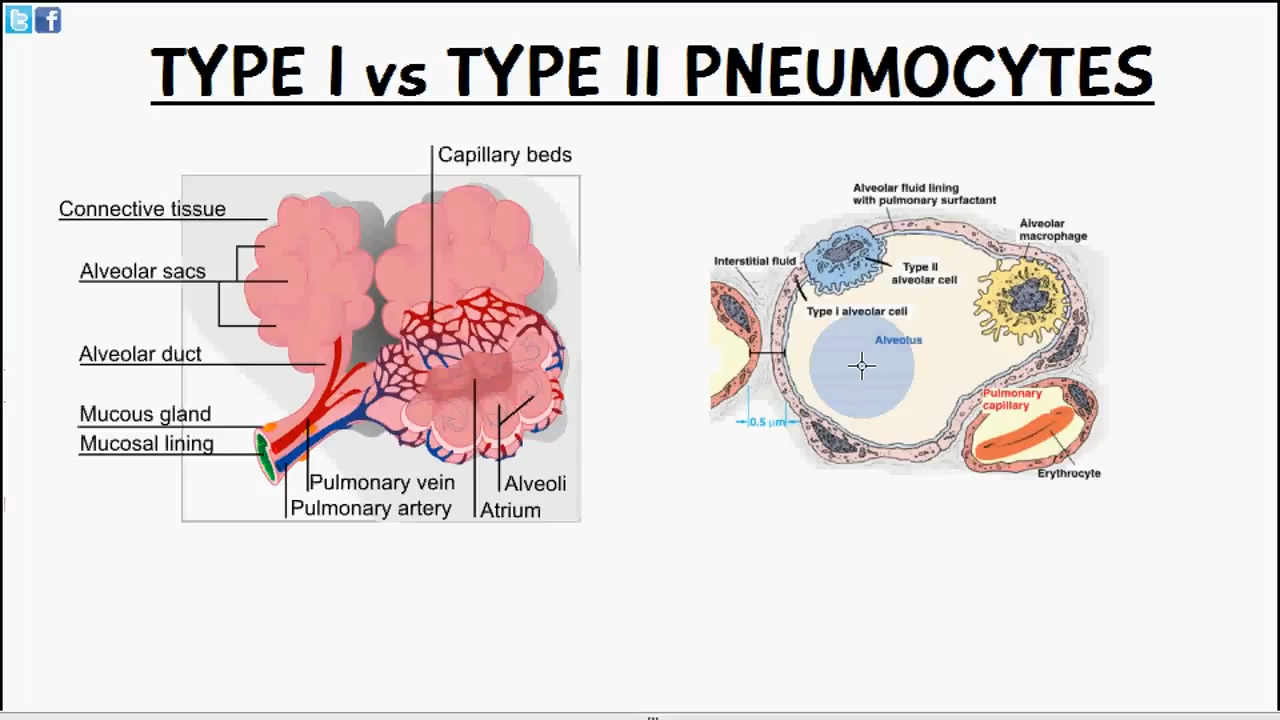 TYPE I vs TYPE II PNEUMOCYTES
Capillary beds
Connective tissue
Alveolar sacs
Alveolar duct
Mucous gland
Mucosal lining
Pulmonary vein
Alveoli
Pulmonary artery
Atrium
Alveolar fluid lining
with pulmonary surfactant
Alveolar
macrophage
Interstitial fluid
Type II
alveolar cell
Type I alveolar cell
Alveolus
Pulmonary
capillary
0.5 μm
Erythrocyte